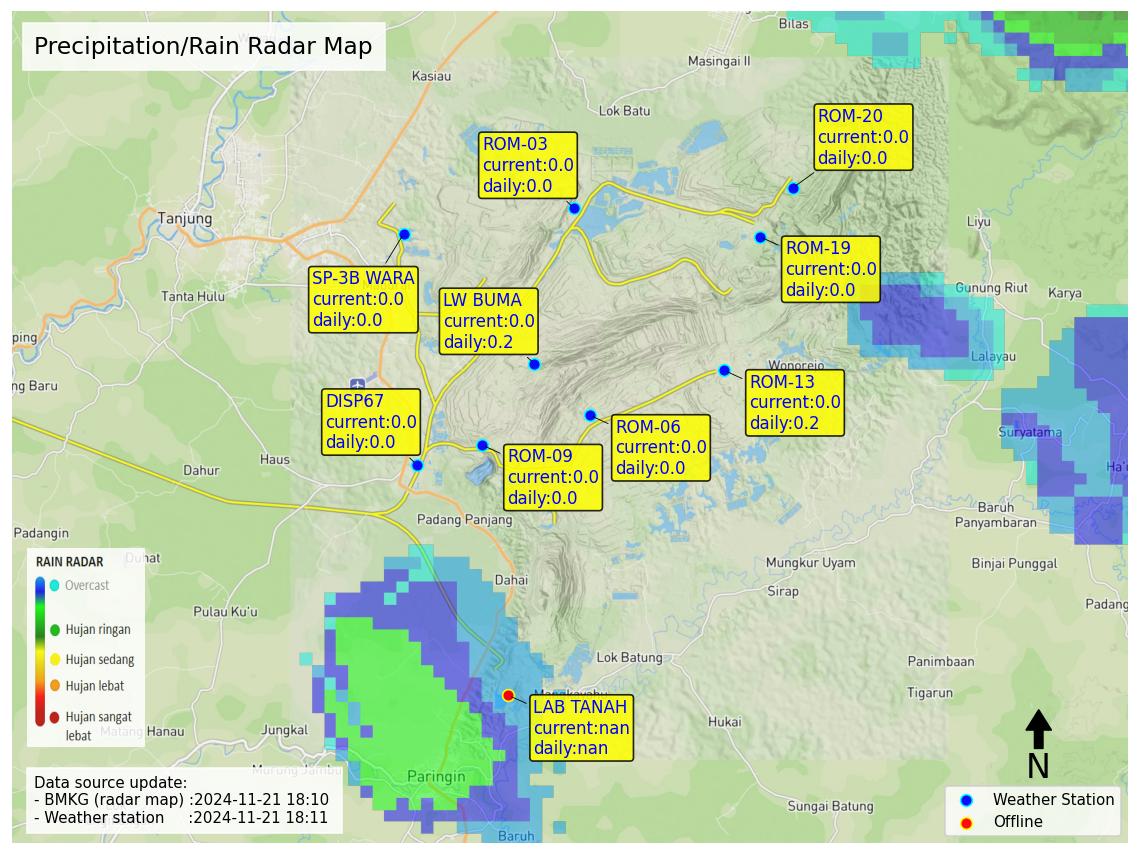 Precipitation/Rain Radar Map
Bilas
Masingai II
Kasiau
Lok Batu
ROM-20
current:0.0
daily:0.0
ROM-03
current:0.0
daily:0.0
Tanjung
Liyu
ROM-19
current:0.0
daily:0.0
SP-3B WARA
current:0.0
daily:0.0
Tanta Hulu
LW BUMA
current:0.0
daily:0.2
Gunung Riut
Karya
ping
Lalayau
Wonorejo
ng Baru
ROM-13
current:0.0
daily:0.2
DISP67
current:0.0
daily:0.0
ROM-06
current:0.0
daily:0.0
Suryatama
ROM-09
current:0.0
daily:0.0
Haus
Dahur
Ha'u
Baruh
Panyambaran
Padang Panjang
Padangin
Duhat
Mungkur Uyam
Binjai Punggal
Dahai
Sirap
Padang
Pulau Ku'u
RAIN RADAR
Overcast
Hujan ringan
Hujan sedang
Hujan lebat
Hujan sangat
lebat
Lok Batung
Panimbaan
Tigarun
LAB TANAH
current:nan
daily:nan
Hukai
Matang Hanau
Jungkal
Murung Jambu
Paringin
Sungai Batung
Baruh
Data source update:
- BMKG (radar map) :2024-11-21 18:10
- Weather station :2024-11-21 18:11
N
Weather Station
Offline